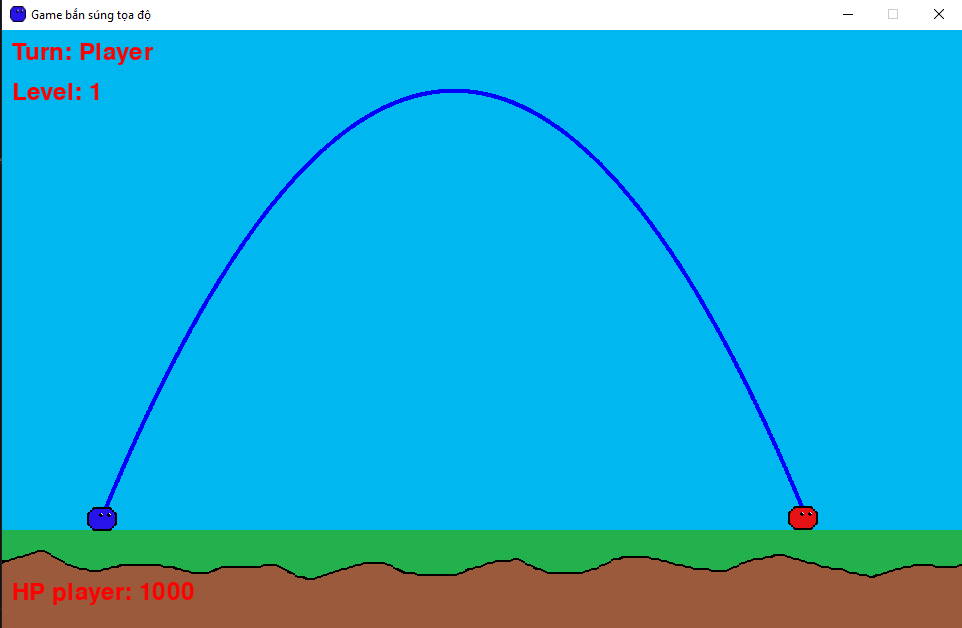 Game bắn súng tọa độ
Turn: Player
Level: 1
HP player: 1000